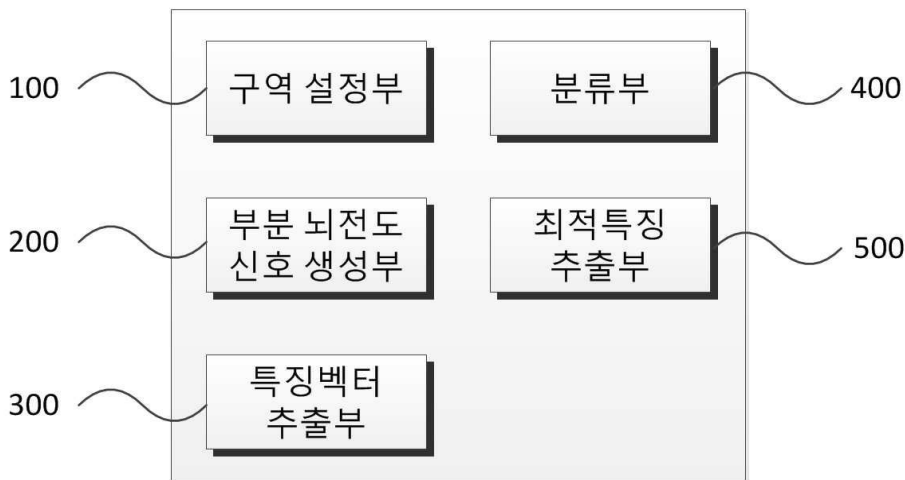 100
구역 설정부
분류부
400
200
부분 뇌전도
신호 생성부
최적특징
추출부
500
300
특징벡터
추출부